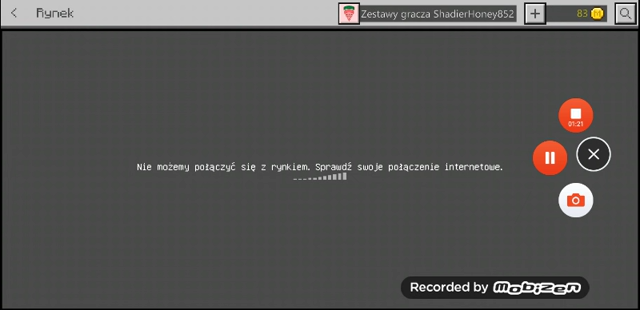 Rynek
Zestawy gracza ShadierHoney852
83
01:21
Nie możemy połączyć się z rynkiem. Sprawdź swoje połączenie internetowe.
Recorded by Mobizen